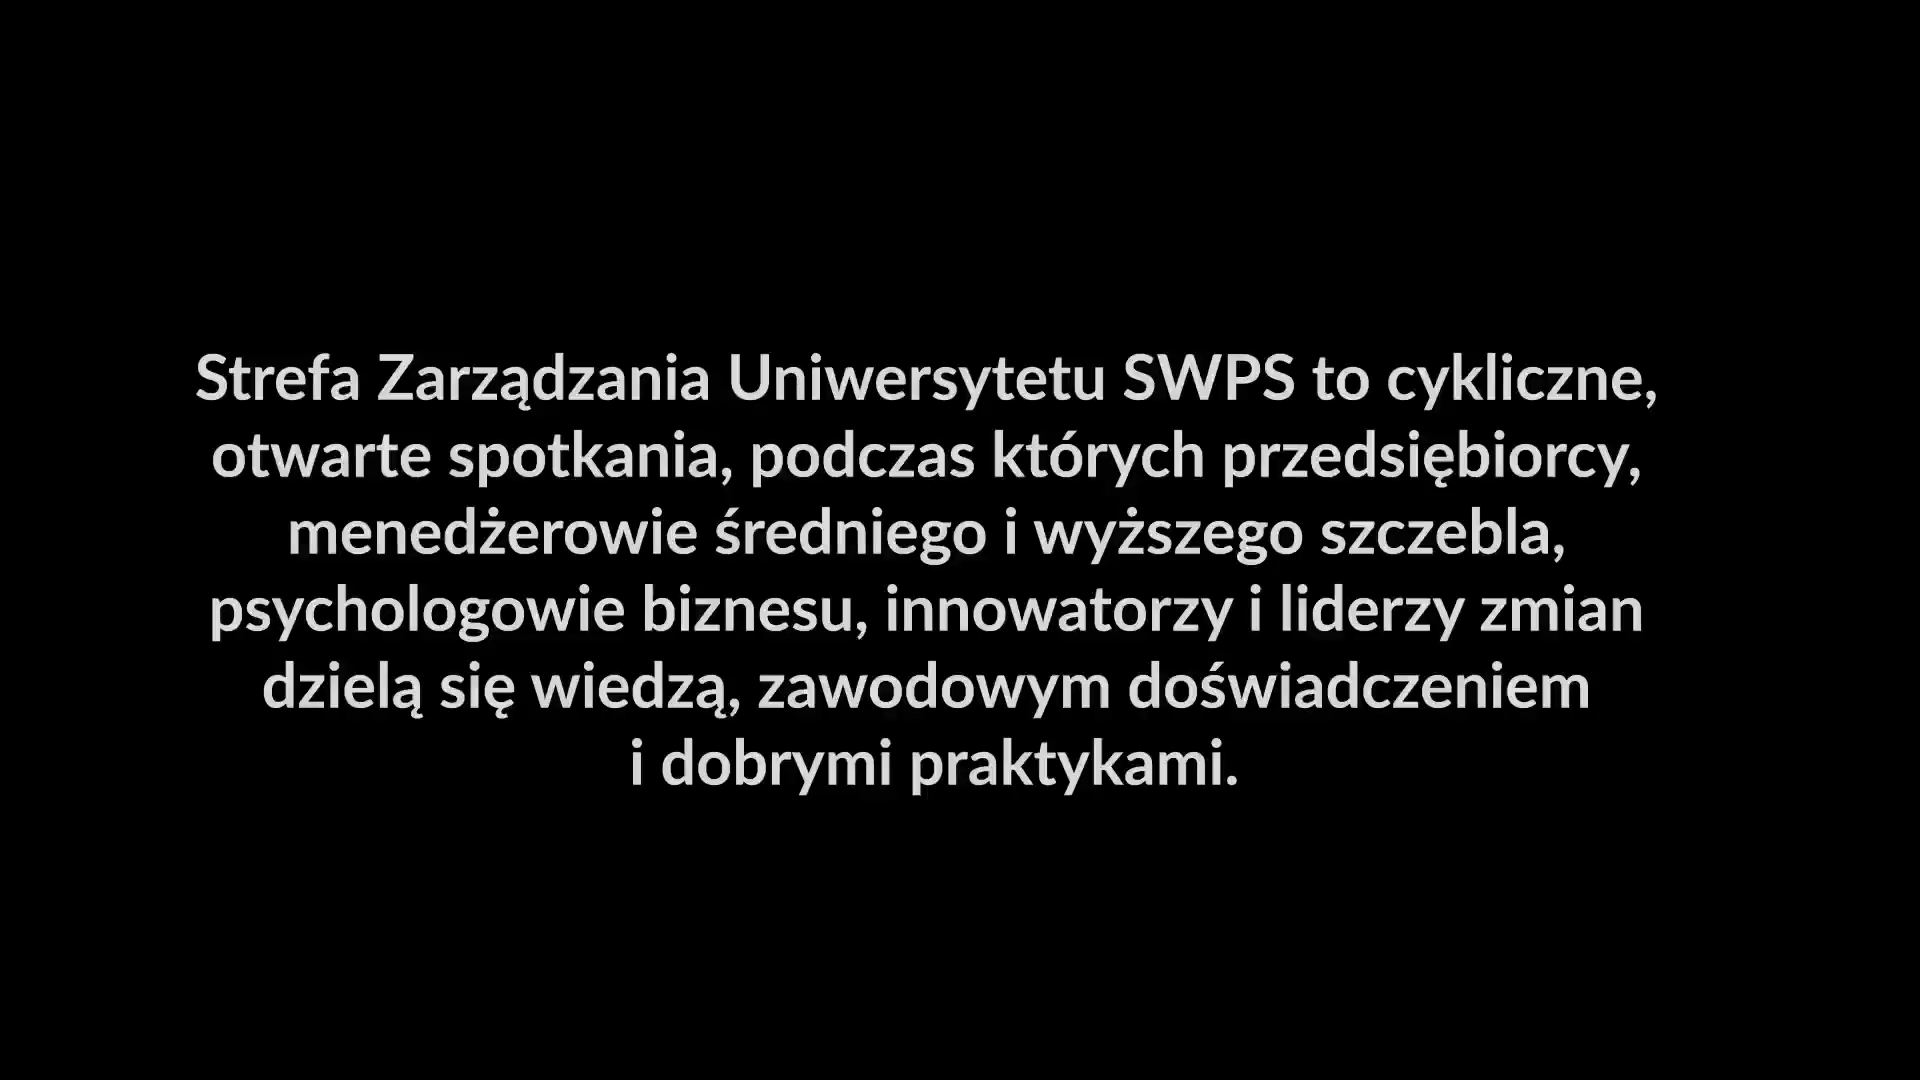 Strefa Zarządzania Uniwersytetu SWPS to cykliczne,
otwarte spotkania, podczas których przedsiębiorcy,
menedżerowie średniego i wyższego szczebla,
psychologowie biznesu, innowatorzy i liderzy zmian
dzielą się wiedzą, zawodowym doświadczeniem
i dobrymi praktykami.